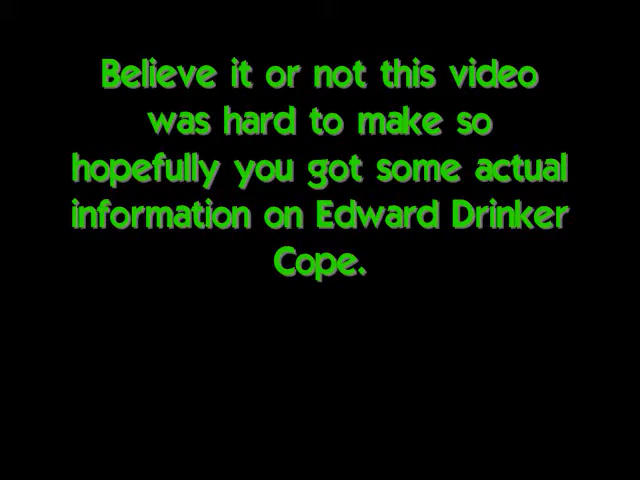 Believe it or not this video
was hard to make so
hopefully you got some actual
information on Edward Drinker
Cope.